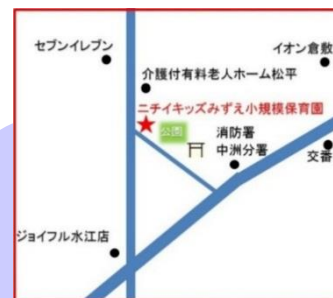 セブンイレブン
イオン倉敷
介護付有料老人ホーム松平
ニチイキッズみずえ小規模保育園
公園
消防署
中洲分署
交番
ジョイフル水江店